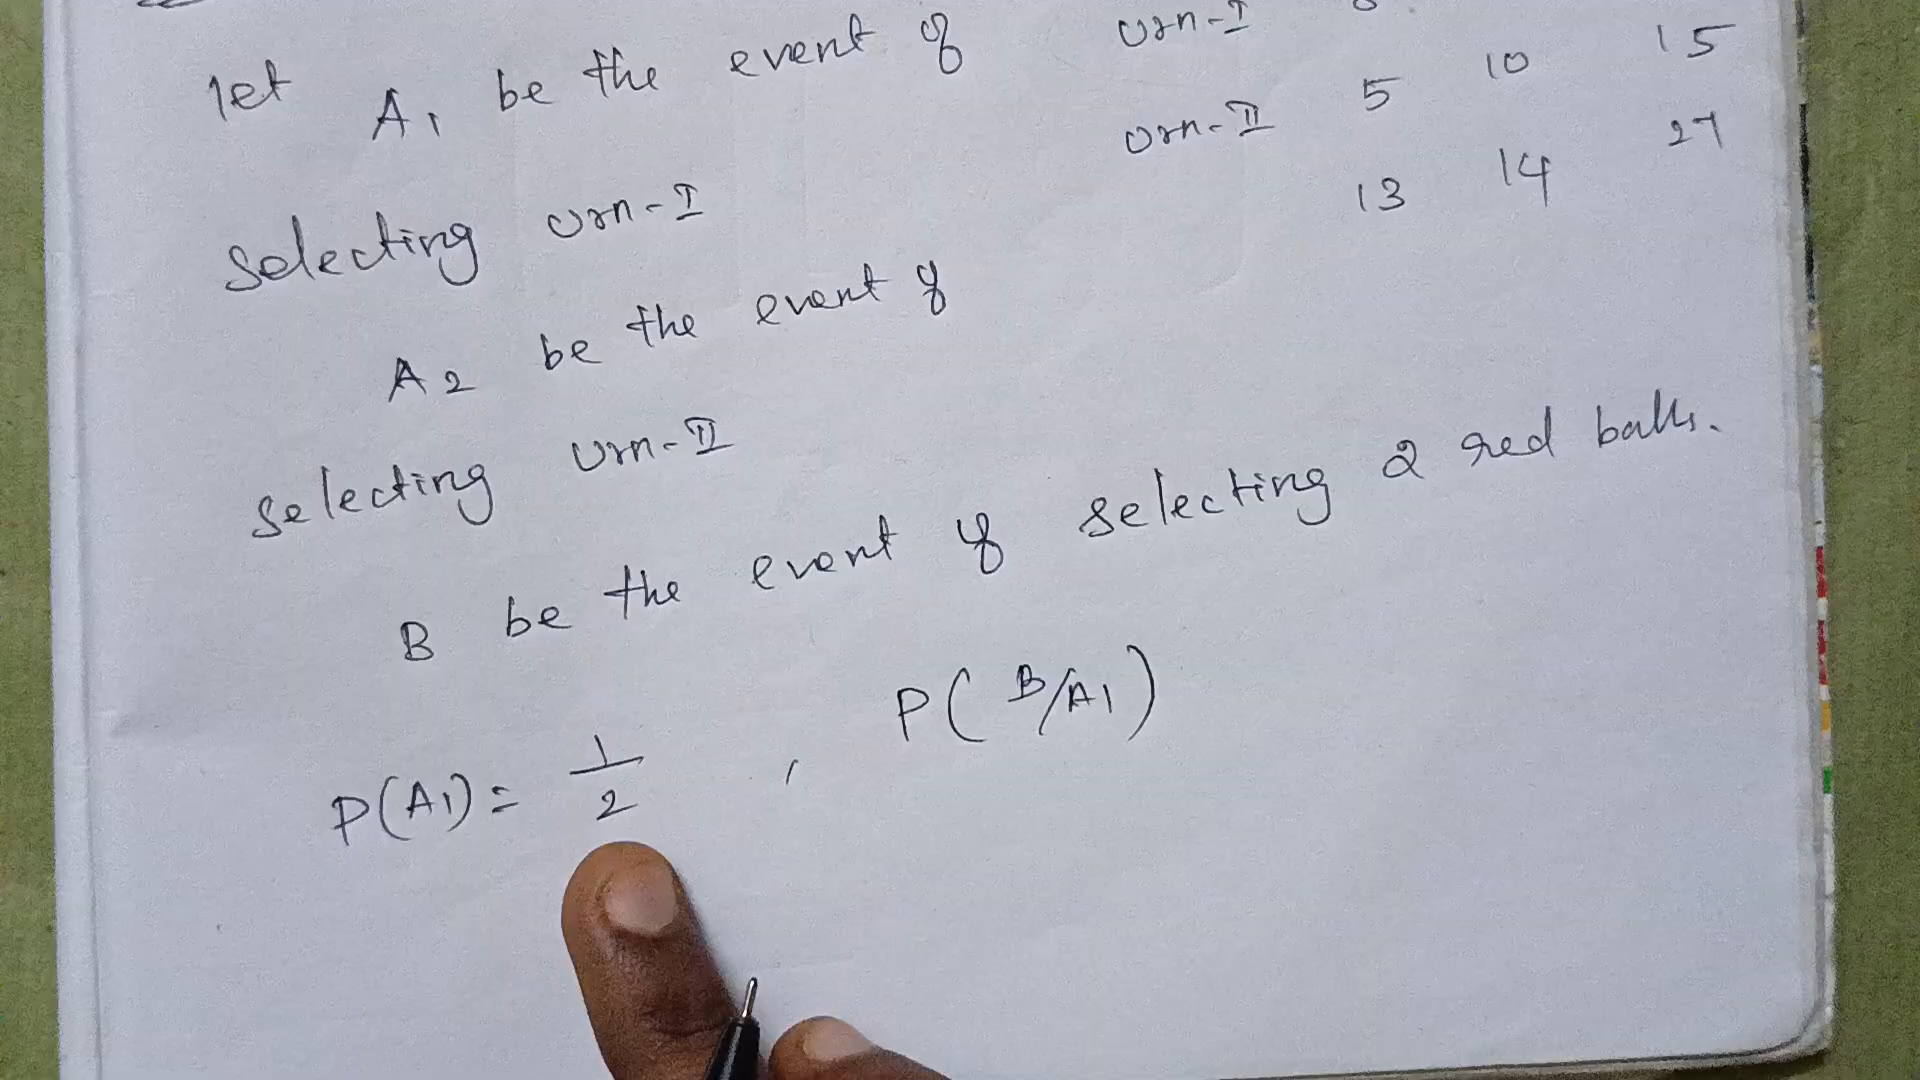 let A1 be the event of
selecting urn-I
A2 be the event of
selecting urn-II
B be the event of selecting 2 red balls.
P(A1) = 1/2 , P(B/A1)
urn-I
urn-II 5 10 15
13 14 27